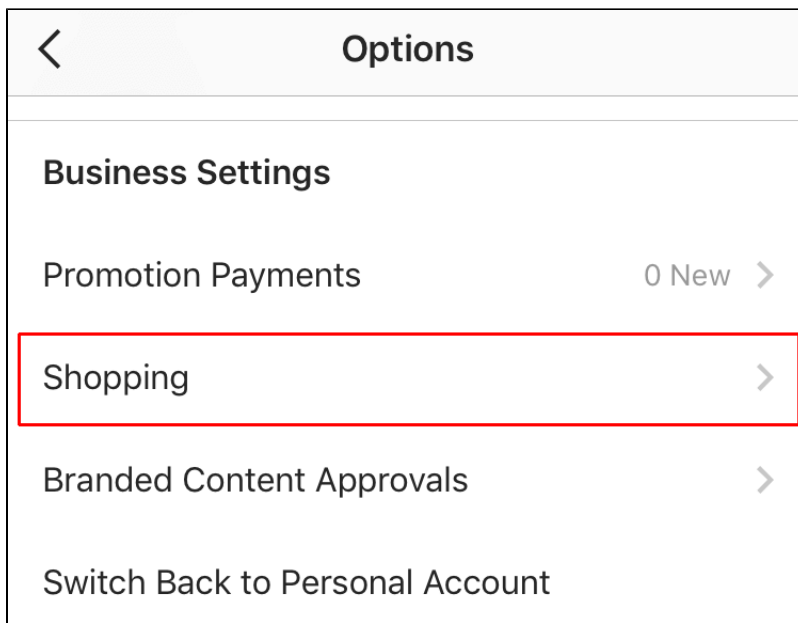 Options
Business Settings
Promotion Payments 0 New
Shopping
Branded Content Approvals
Switch Back to Personal Account